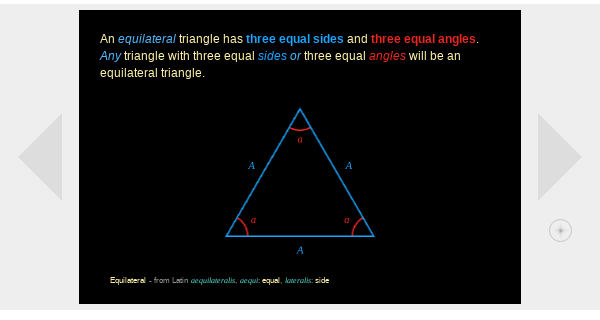 An equilateral triangle has three equal sides and three equal angles.
Any triangle with three equal sides or three equal angles will be an
equilateral triangle.
a
A
A
a
a
A
Equilateral - from Latin aequilateralis, aequi: equal, lateralis: side